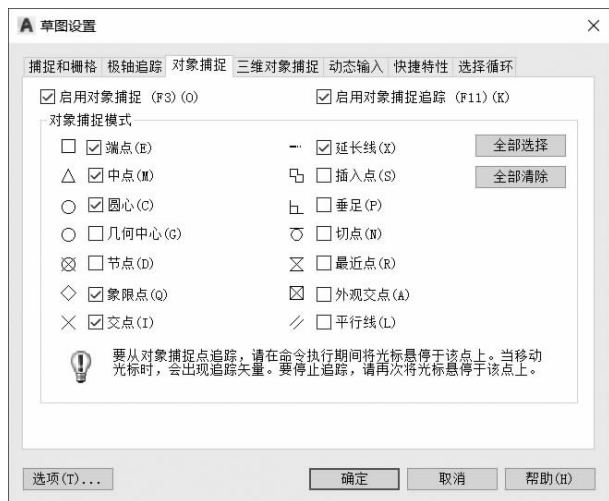 草图设置
捕捉和栅格 极轴追踪 对象捕捉 三维对象捕捉 动态输入 快捷特性 选择循环
启用对象捕捉 (F3)(O) 启用对象捕捉追踪 (F11)(K)
对象捕捉模式
端点(E) 延长线(X) 全部选择
中点(M) 插入点(S) 全部清除
圆心(C) 垂足(P)
几何中心(G) 切点(N)
节点(D) 最近点(R)
象限点(Q) 外观交点(A)
交点(I) 平行线(L)
要从对象捕捉点追踪，请在命令执行期间将光标悬停于该点上。当移动
光标时，会出现追踪矢量。要停止追踪，请再次将光标悬停于该点上。
选项(T)... 确定 取消 帮助(H)